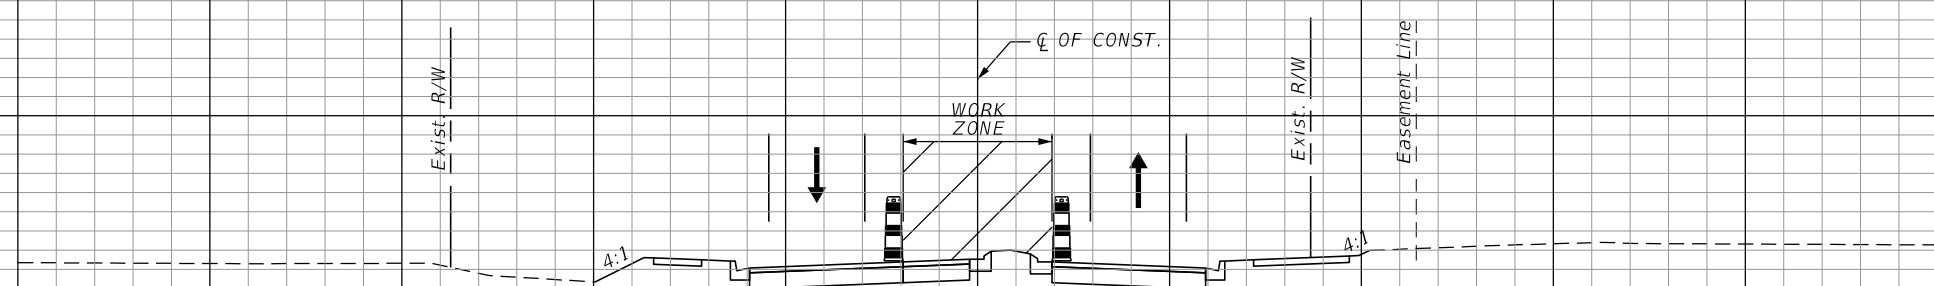 Exist. R/W
℄ OF CONST.
WORK
ZONE
Exist. R/W
Easement Line
4:1
4:1